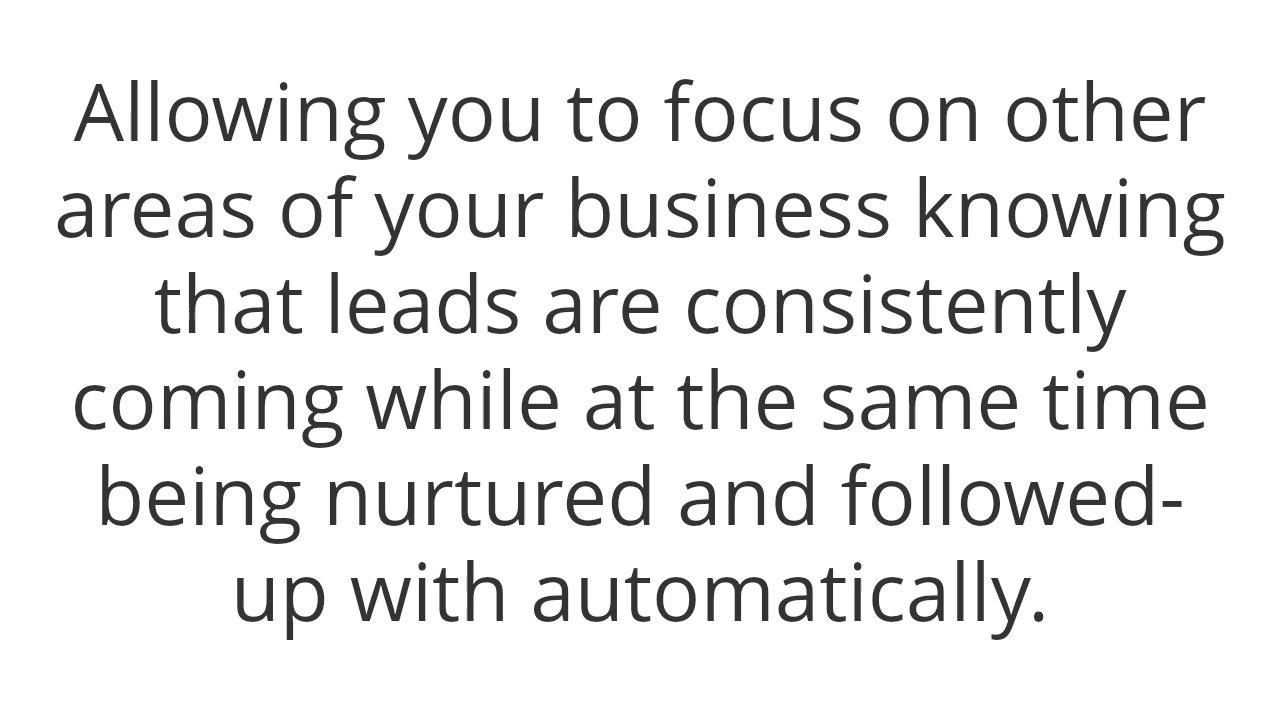 Allowing you to focus on other
areas of your business knowing
that leads are consistently
coming while at the same time
being nurtured and followed-
up with automatically.